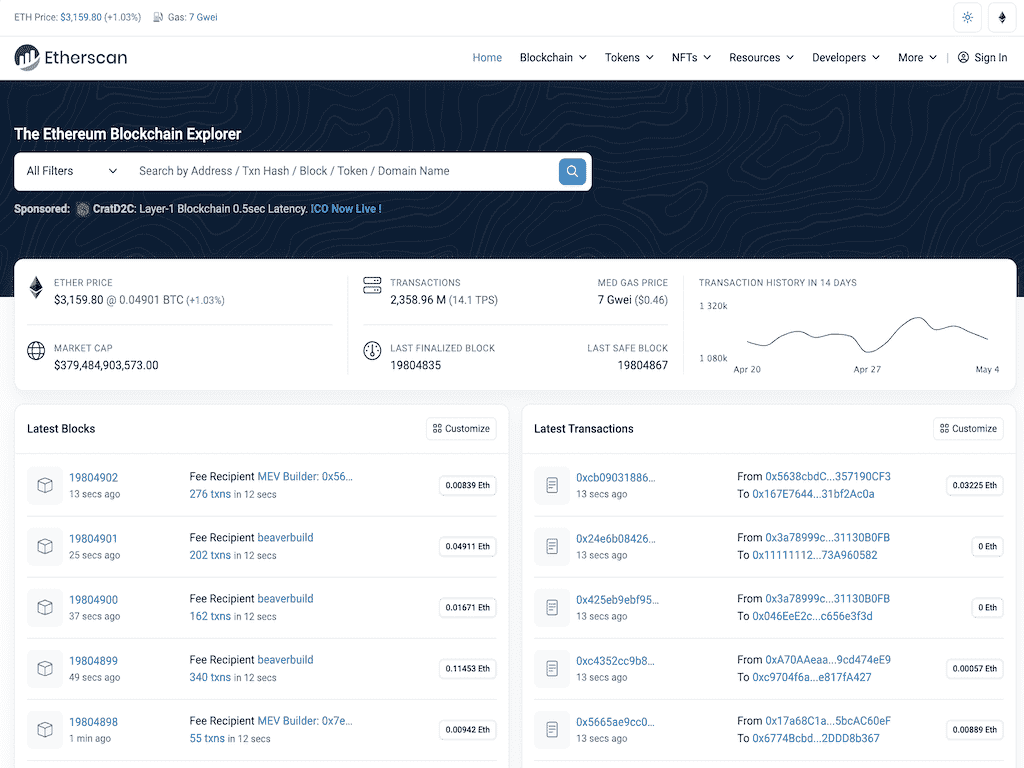 ETH Price: $3,159.80 (+1.03%) Gas: 7 Gwei
Etherscan
Home Blockchain Tokens NFTs Resources Developers More | Sign In
The Ethereum Blockchain Explorer
All Filters Search by Address / Txn Hash / Block / Token / Domain Name
Sponsored: CratD2C: Layer-1 Blockchain 0.5sec Latency. ICO Now Live !
ETHER PRICE
$3,159.80 @ 0.04901 BTC (+1.03%)
MARKET CAP
$379,484,903,573.00
TRANSACTIONS
2,358.96 M (14.1 TPS)
MED GAS PRICE
7 Gwei ($0.46)
LAST FINALIZED BLOCK
19804835
LAST SAFE BLOCK
19804867
TRANSACTION HISTORY IN 14 DAYS
1 320k
1 080k
Apr 20 Apr 27 May 4
Latest Blocks Customize
19804902 Fee Recipient MEV Builder: 0x56... 0.00839 Eth
13 secs ago 276 txns in 12 secs
19804901 Fee Recipient beaverbuild 0.04911 Eth
25 secs ago 202 txns in 12 secs
19804900 Fee Recipient beaverbuild 0.01671 Eth
37 secs ago 162 txns in 12 secs
19804899 Fee Recipient beaverbuild 0.11453 Eth
49 secs ago 340 txns in 12 secs
19804898 Fee Recipient MEV Builder: 0x7e... 0.00942 Eth
1 min ago 55 txns in 12 secs
Latest Transactions Customize
0xcb09031886... From 0x5638cbdC...357190CF3 0.03225 Eth
13 secs ago To 0x167E7644...31bf2Ac0a
0x24e6b08426... From 0x3a78999c...31130B0FB 0 Eth
13 secs ago To 0x11111112...73A960582
0x425eb9ebf95... From 0x3a78999c...31130B0FB 0 Eth
13 secs ago To 0x046EeE2c...c656e3f3d
0xc4352cc9b8... From 0xA70AAeaa...9cd474eE9 0.00057 Eth
13 secs ago To 0xc9704f6a...e817fA427
0x5665ae9cc0... From 0x17a68C1a...5bcAC60eF 0.00889 Eth
13 secs ago To 0x6774Bcbd...2DDD8b367